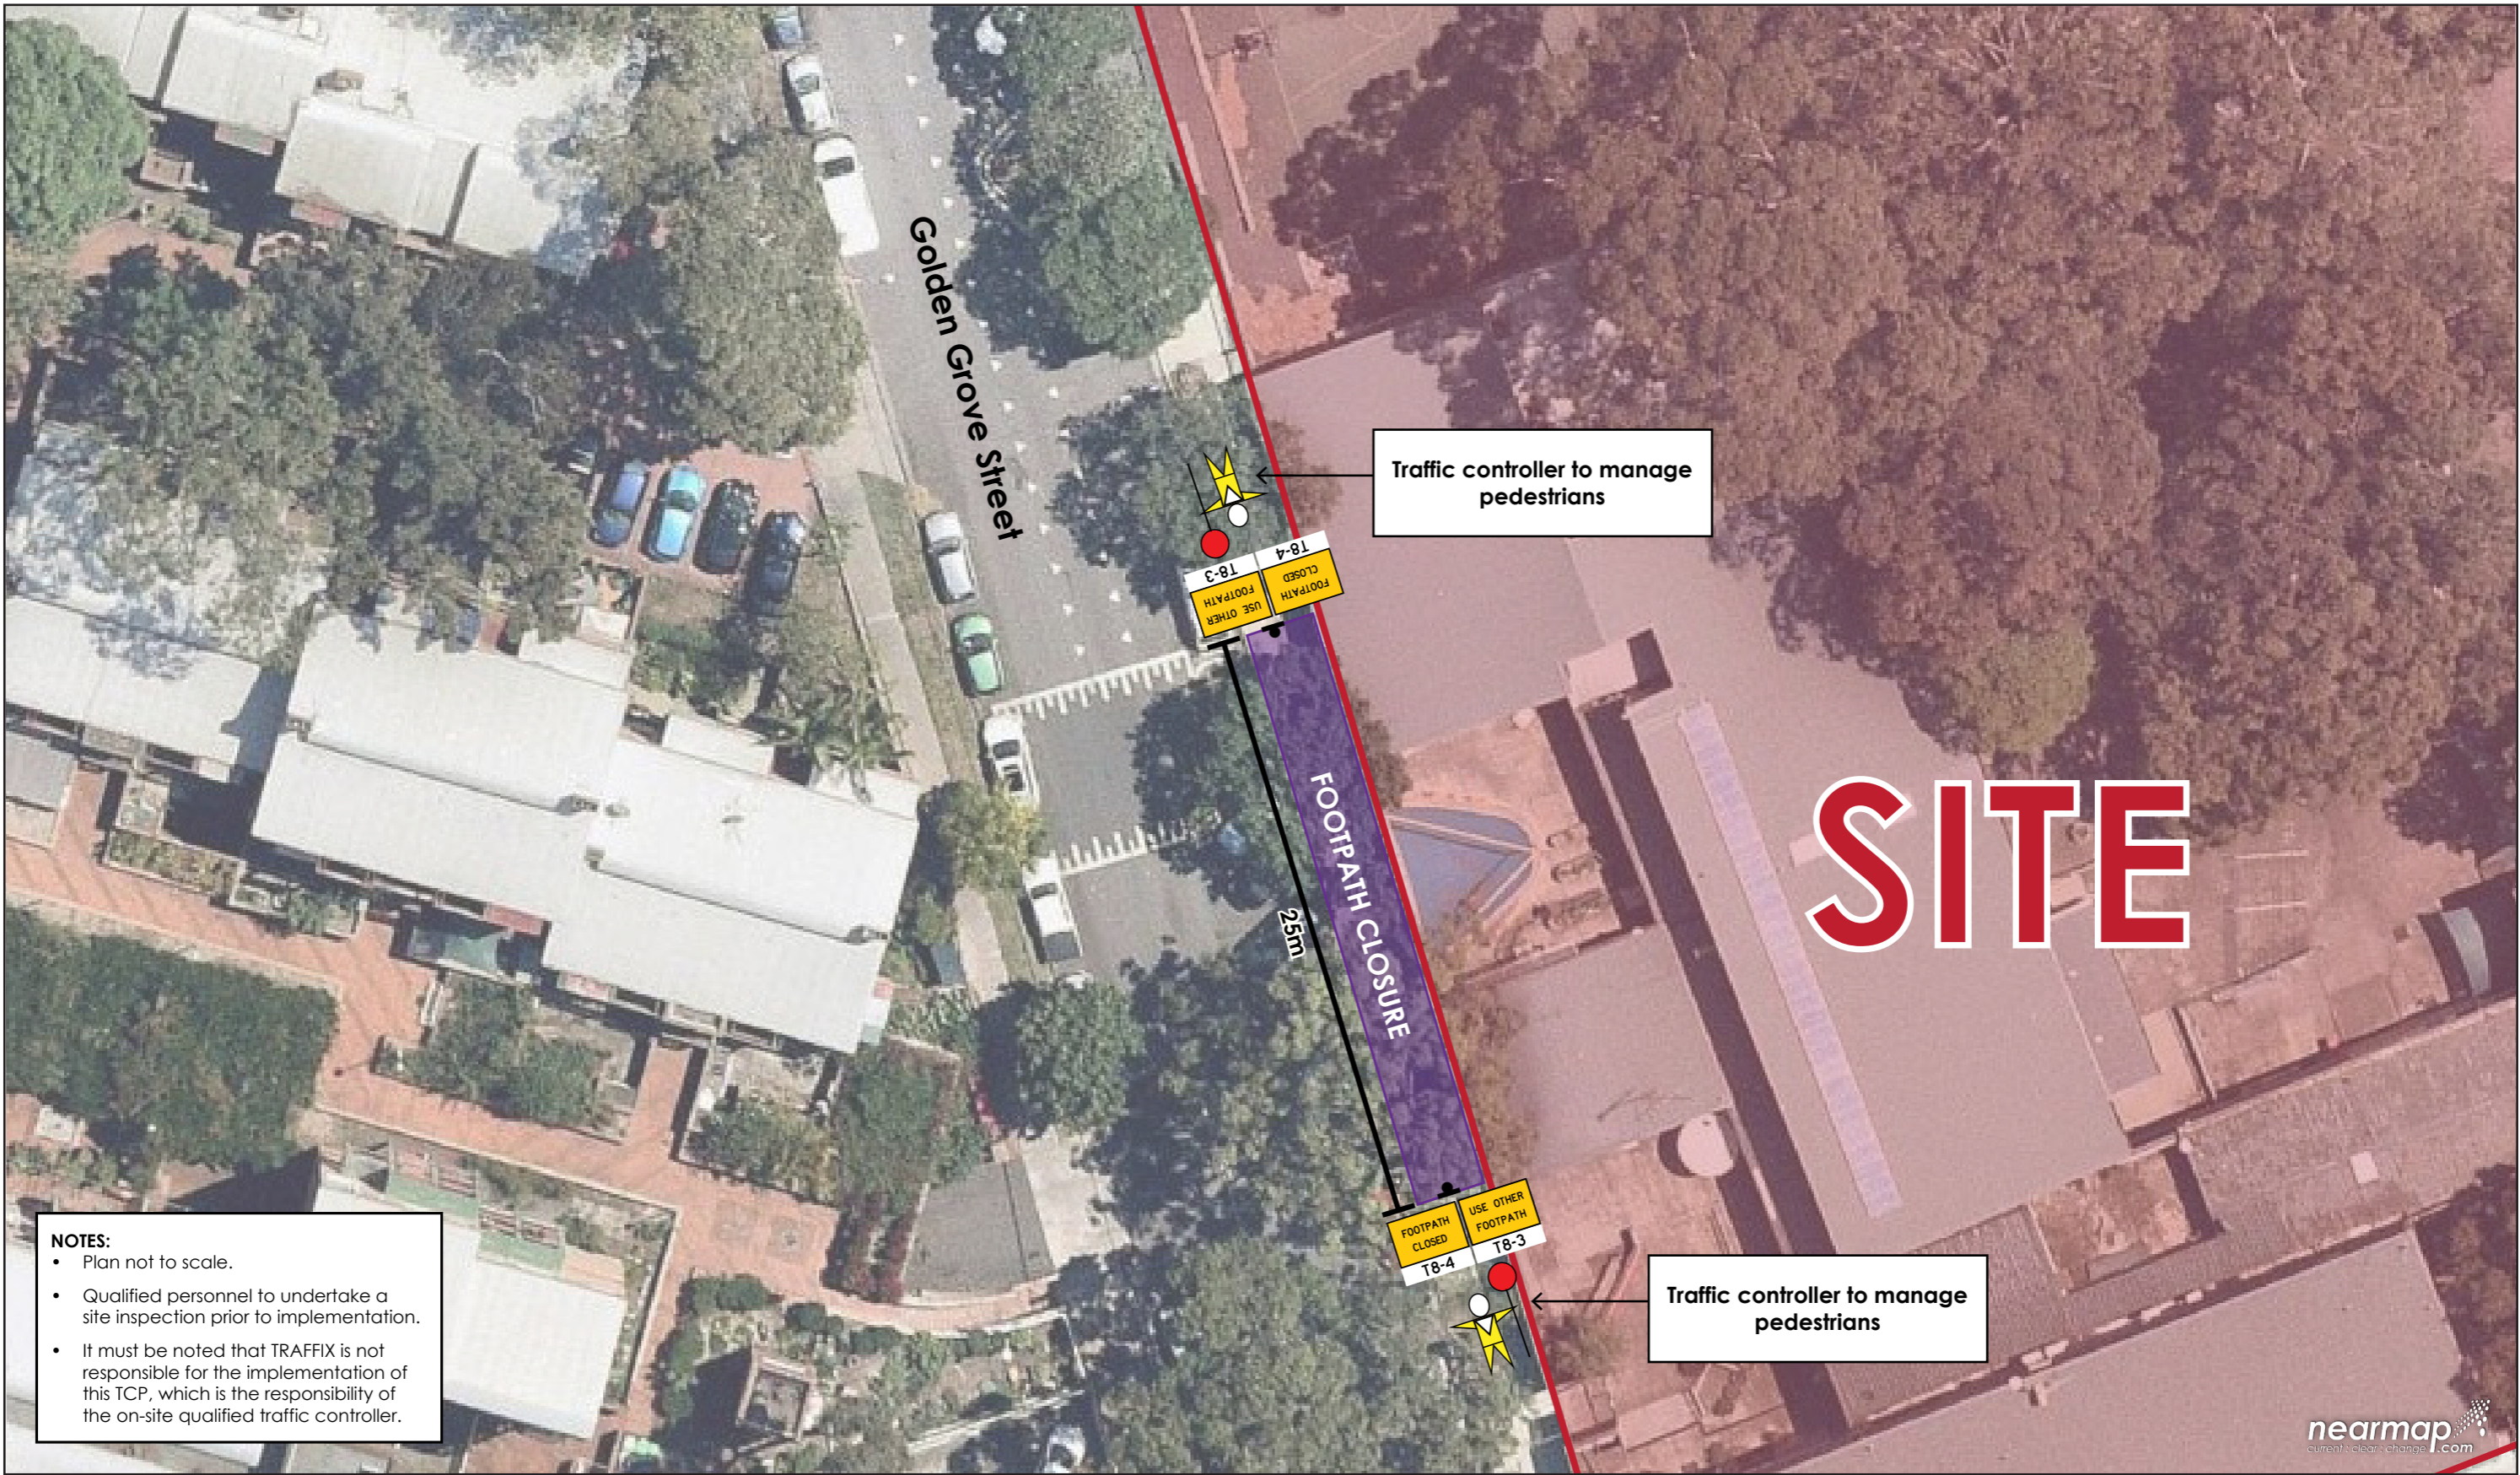 Golden Grove Street
Traffic controller to manage
pedestrians
T8-3
T8-4
USE OTHER
FOOTPATH
FOOTPATH
CLOSED
FOOTPATH CLOSURE
25m
SITE
FOOTPATH
CLOSED
USE OTHER
FOOTPATH
T8-4
T8-3
Traffic controller to manage
pedestrians
NOTES:
• Plan not to scale.
• Qualified personnel to undertake a
site inspection prior to implementation.
• It must be noted that TRAFFIX is not
responsible for the implementation of
this TCP, which is the responsibility of
the on-site qualified traffic controller.
nearmap
current : clear : change .com